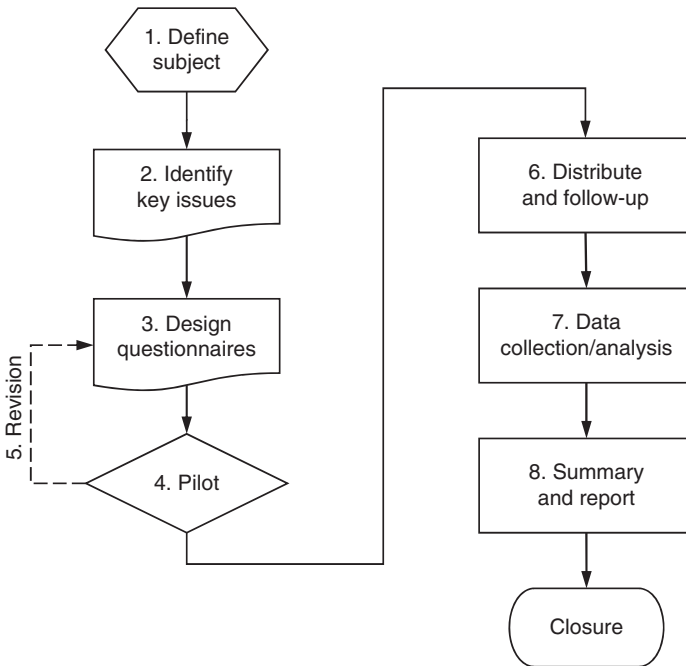 1. Define
subject
2. Identify
key issues
3. Design
questionnaires
5. Revision
4. Pilot
6. Distribute
and follow-up
7. Data
collection/analysis
8. Summary
and report
Closure